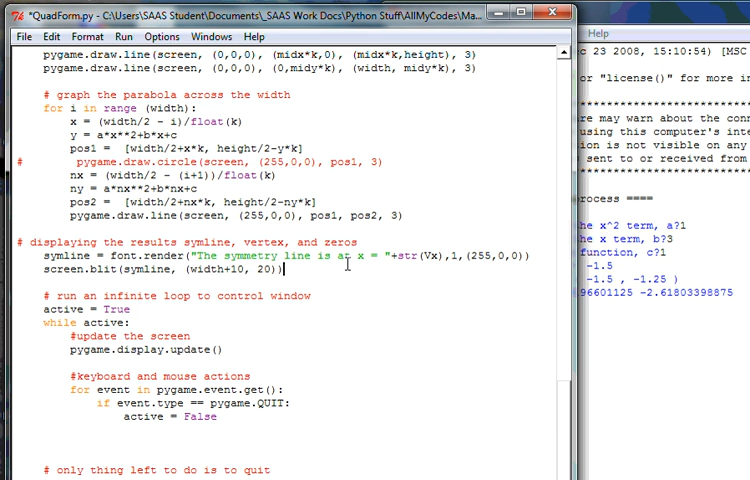 *QuadForm.py - C:\Users\SAAS Student\Documents\_SAAS Work Docs\Python Stuff\AllMyCodes\Ma...
File Edit Format Run Options Windows Help
pygame.draw.line(screen, (0,0,0), (midx*k,0), (midx*k,height), 3)
pygame.draw.line(screen, (0,0,0), (0,midy*k), (width, midy*k), 3)
# graph the parabola across the width
for i in range (width):
x = (width/2 - i)/float(k)
y = a*x**2+b*x+c
pos1 = [width/2+x*k, height/2-y*k]
# pygame.draw.circle(screen, (255,0,0), pos1, 3)
nx = (width/2 - (i+1))/float(k)
ny = a*nx**2+b*nx+c
pos2 = [width/2+nx*k, height/2-ny*k]
pygame.draw.line(screen, (255,0,0), pos1, pos2, 3)
# displaying the results symline, vertex, and zeros
symline = font.render("The symmetry line is at x = "+str(Vx),1,(255,0,0))
screen.blit(symline, (width+10, 20))
# run an infinite loop to control window
active = True
while active:
#update the screen
pygame.display.update()
#keyboard and mouse actions
for event in pygame.event.get():
if event.type == pygame.QUIT:
active = False
# only thing left to do is to quit
Help
ec 23 2008, 15:10:54) [MSC
or "license()" for more in
***************************
are may warn about the conn
using this computer's inte
ion is not visible on any
sent to or received from
***************************
rocess ====
he x^2 term, a?1
he x term, b?3
function, c?1
-1.5
-1.5 , -1.25 )
96601125 -2.61803398875